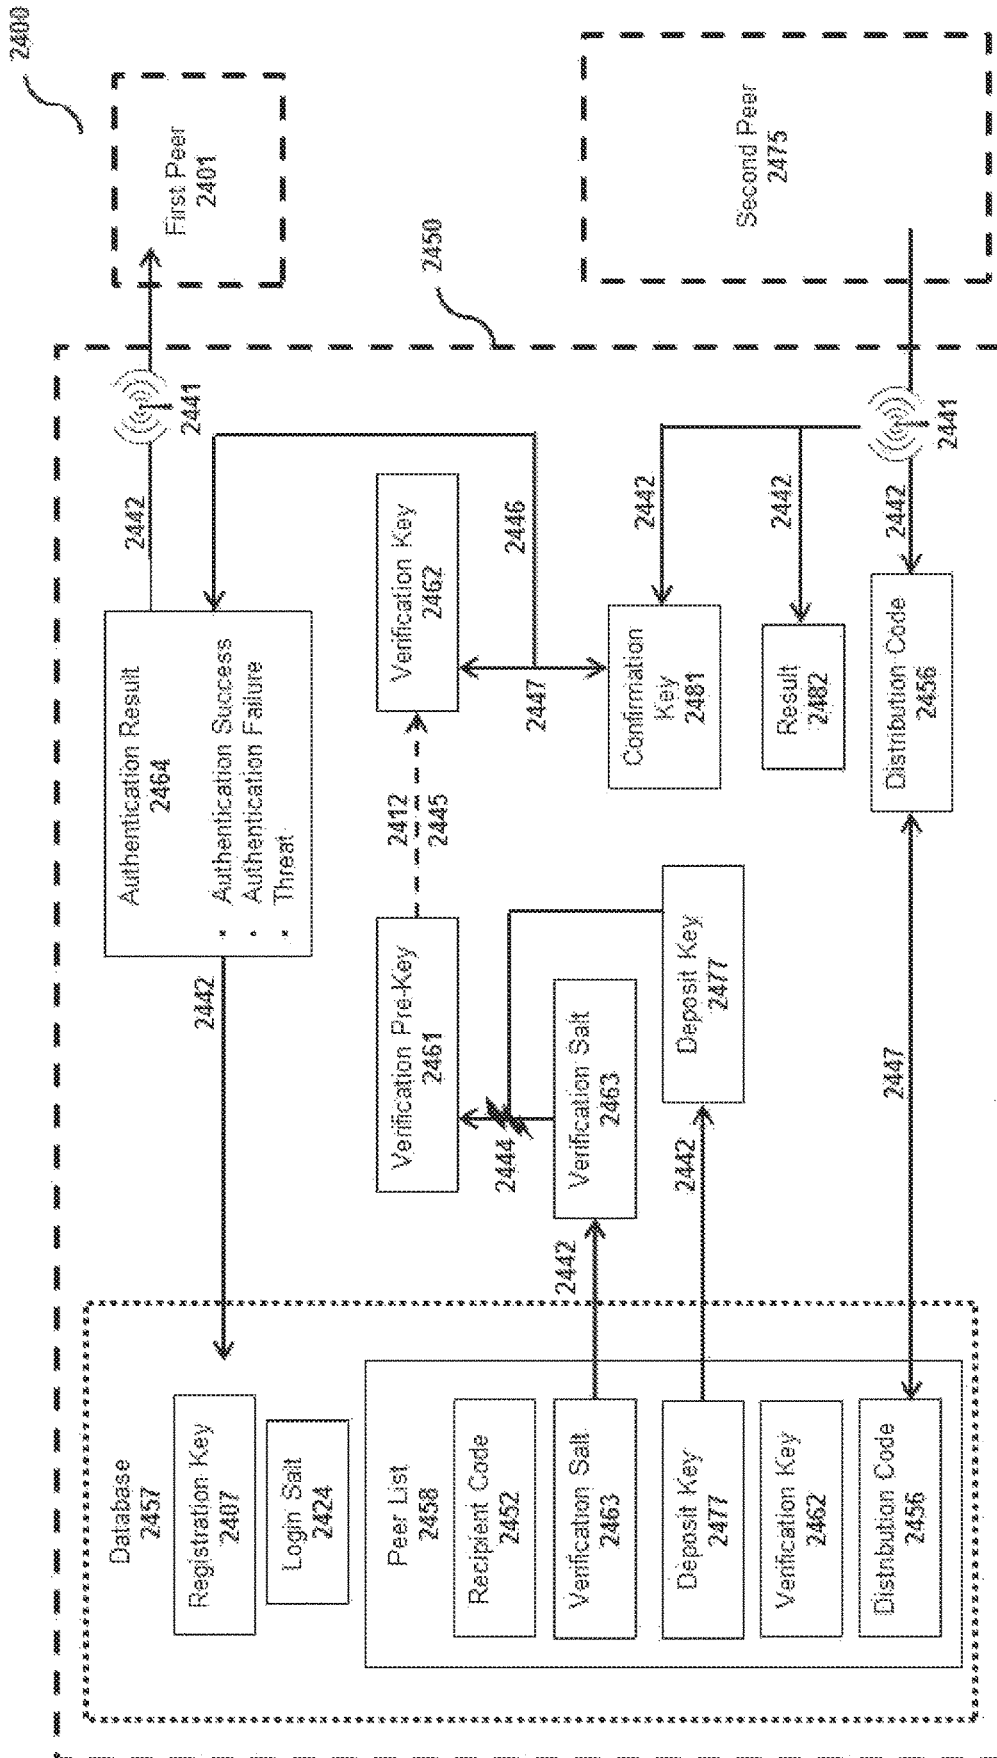 2400
First Peer
2401
Second Peer
2475
2450
2442
2441
Authentication Result
2464
* Authentication Success
* Authentication Failure
* Threat
2442
Verification Pre-Key
2461
2412
2445
Verification Key
2462
2446
2447
2444
Verification Salt
2463
Deposit Key
2477
Confirmation
Key
2481
2442
Result
2482
2442
2441
2442
Distribution Code
2456
2442
2442
2447
Database
2457
Registration Key
2407
Login Salt
2424
Peer List
2458
Recipient Code
2452
Verification Salt
2463
Deposit Key
2477
Verification Key
2462
Distribution Code
2456